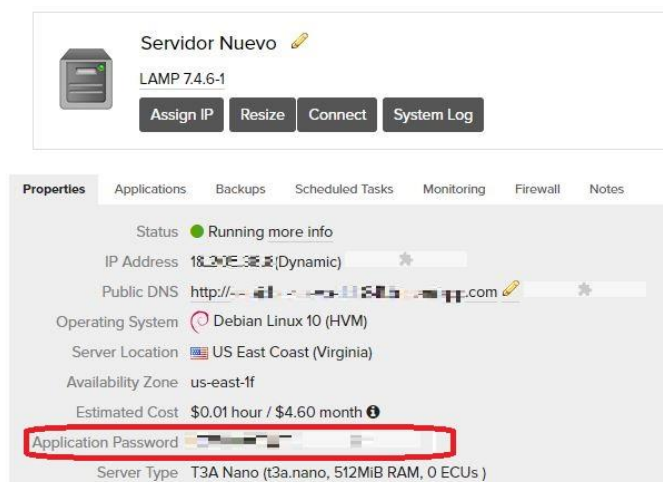 Servidor Nuevo
LAMP 7.4.6-1
Assign IP Resize Connect System Log
Properties Applications Backups Scheduled Tasks Monitoring Firewall Notes
Status Running more info
IP Address (Dynamic)
Public DNS http:// .com
Operating System Debian Linux 10 (HVM)
Server Location US East Coast (Virginia)
Availability Zone us-east-1f
Estimated Cost $0.01 hour / $4.60 month
Application Password
Server Type T3A Nano (t3a.nano, 512MiB RAM, 0 ECUs )